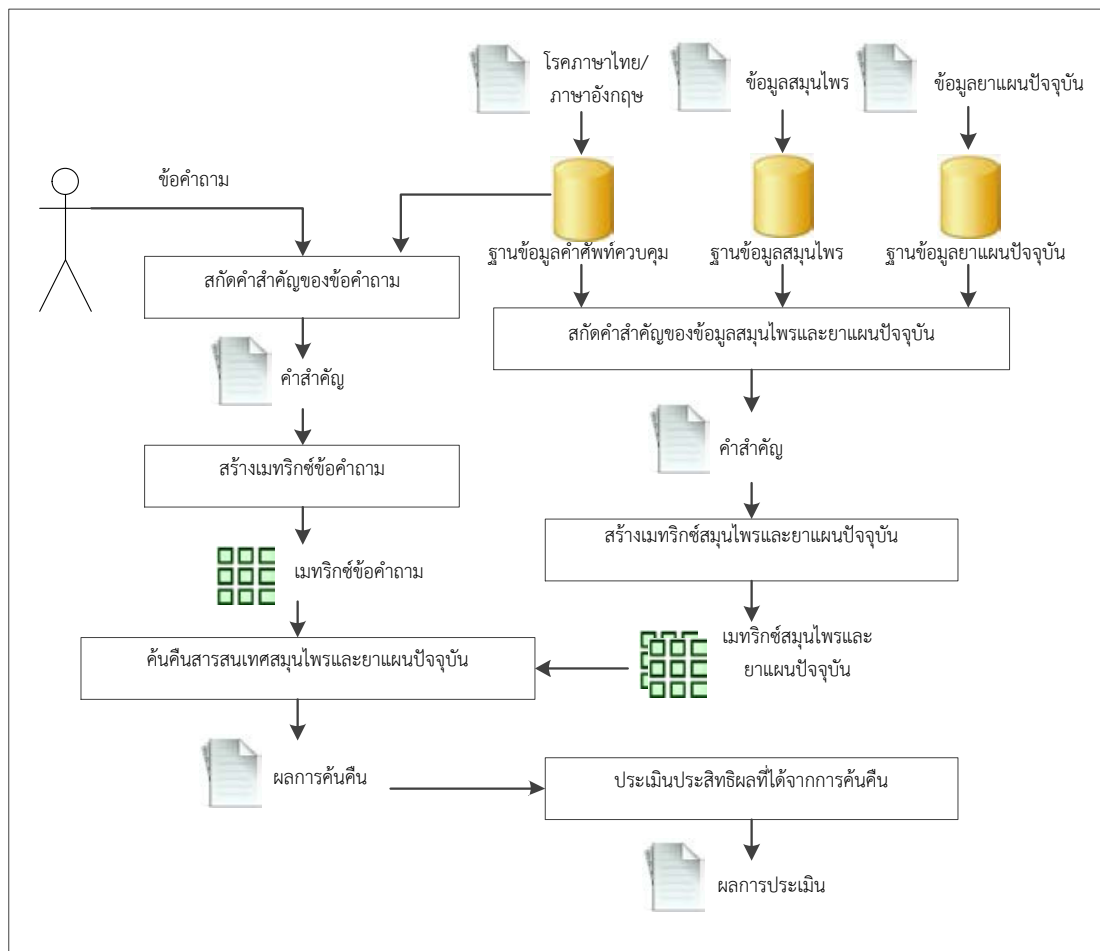 โรคภาษาไทย/
ภาษาอังกฤษ
ข้อมูลสมุนไพร
ข้อมูลยาแผนปัจจุบัน
ข้อคำถาม
ฐานข้อมูลคำศัพท์ควบคุม
ฐานข้อมูลสมุนไพร
ฐานข้อมูลยาแผนปัจจุบัน
สกัดคำสำคัญของข้อคำถาม
สกัดคำสำคัญของข้อมูลสมุนไพรและยาแผนปัจจุบัน
คำสำคัญ
คำสำคัญ
สร้างเมทริกซ์ข้อคำถาม
สร้างเมทริกซ์สมุนไพรและยาแผนปัจจุบัน
เมทริกซ์ข้อคำถาม
เมทริกซ์สมุนไพรและ
ยาแผนปัจจุบัน
ค้นคืนสารสนเทศสมุนไพรและยาแผนปัจจุบัน
ผลการค้นคืน
ประเมินประสิทธิผลที่ได้จากการค้นคืน
ผลการประเมิน